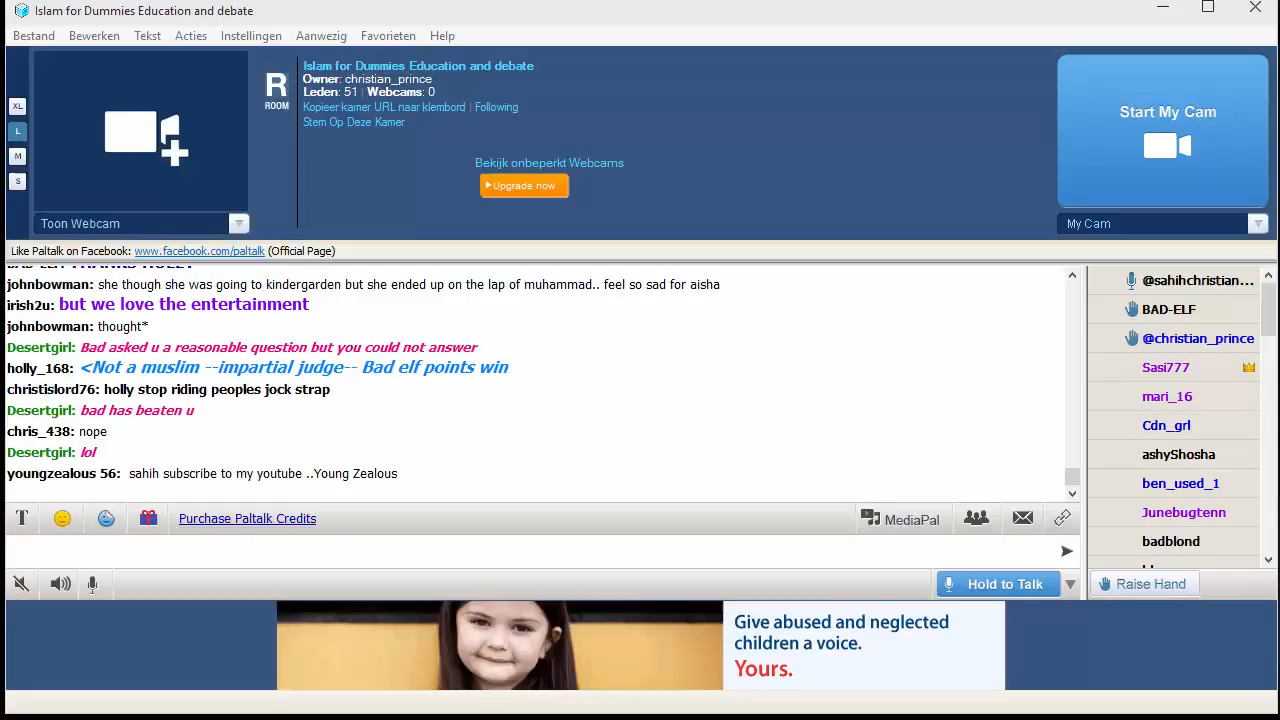 Islam for Dummies Education and debate
Bestand Bewerken Tekst Acties Instellingen Aanwezig Favorieten Help
XL
L
M
S
Toon Webcam
R
ROOM
Islam for Dummies Education and debate
Owner: christian_prince
Leden: 51 | Webcams: 0
Kopieer kamer URL naar klembord | Following
Stem Op Deze Kamer
Bekijk onbeperkt Webcams
Upgrade now
Start My Cam
My Cam
Like Paltalk on Facebook: www.facebook.com/paltalk (Official Page)
johnbowman: she though she was going to kindergarden but she ended up on the lap of muhammad.. feel so sad for aisha
irish2u: but we love the entertainment
johnbowman: thought*
Desertgirl: Bad asked u a reasonable question but you could not answer
holly_168: <Not a muslim --impartial judge-- Bad elf points win
christislord76: holly stop riding peoples jock strap
Desertgirl: bad has beaten u
chris_438: nope
Desertgirl: lol
youngzealous 56: sahih subscribe to my youtube ..Young Zealous
@sahihchristian...
BAD-ELF
@christian_prince
Sasi777
mari_16
Cdn_grl
ashyShosha
ben_used_1
Junebugtenn
badblond
T Purchase Paltalk Credits MediaPal
Hold to Talk
Raise Hand
Give abused and neglected
children a voice.
Yours.